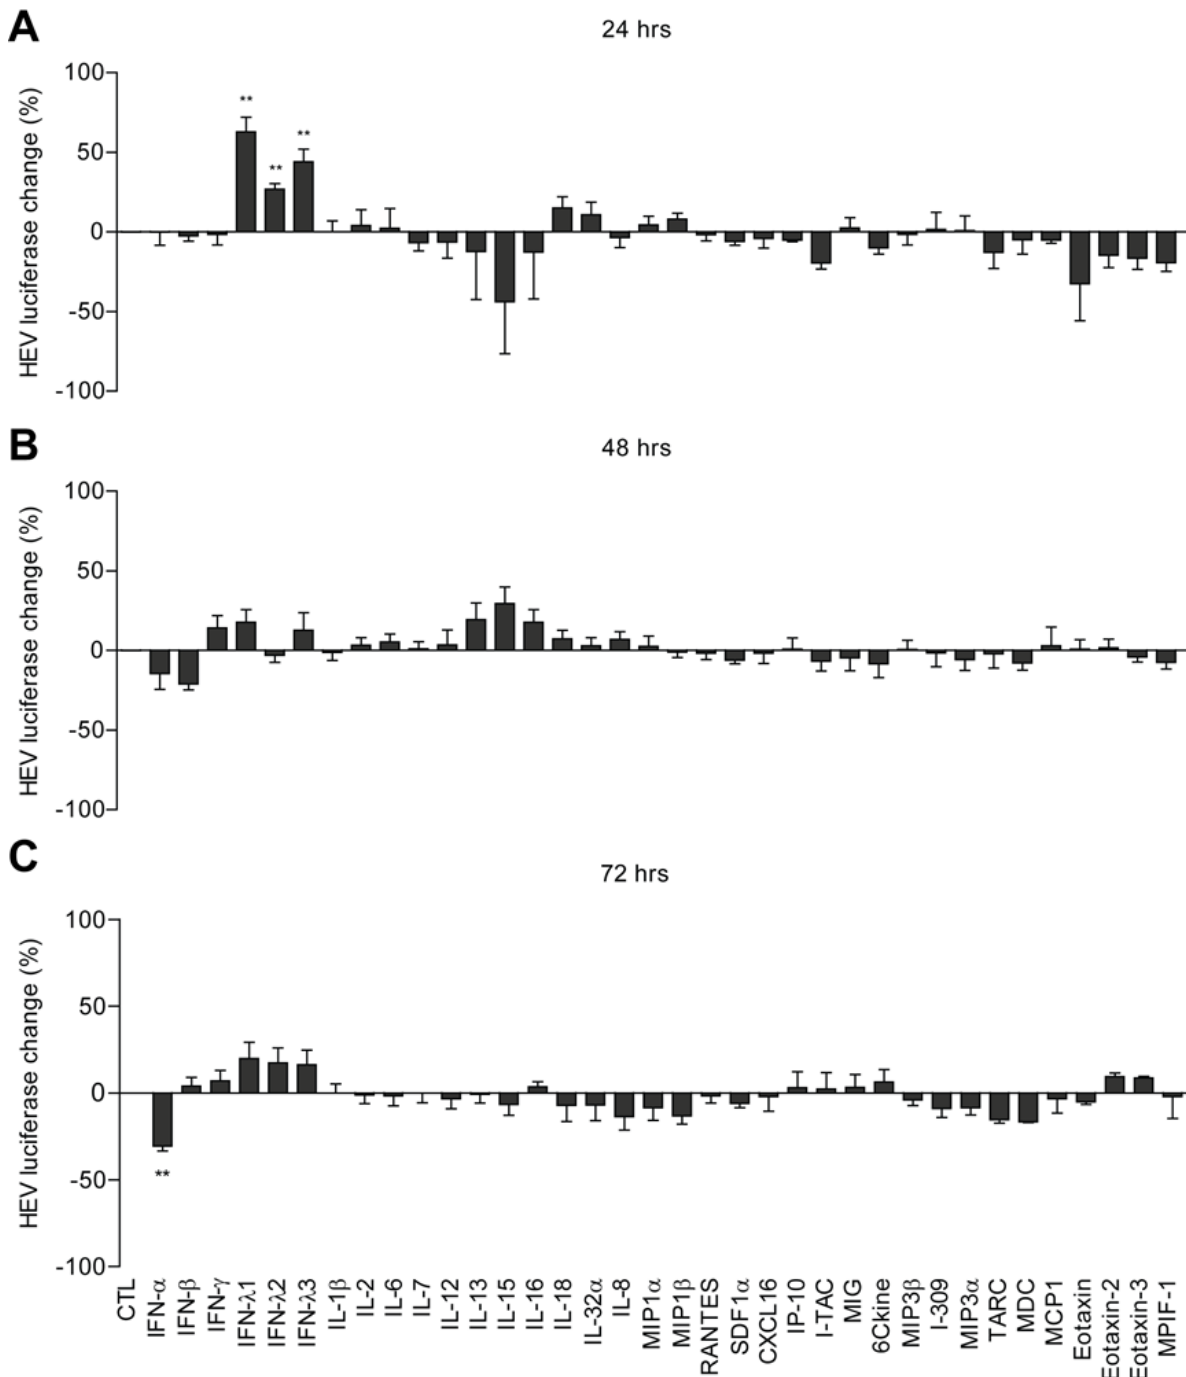 A
24 hrs
HEV luciferase change (%)
100
50
0
-50
-100
**
**
**
B
48 hrs
HEV luciferase change (%)
100
50
0
-50
-100
C
72 hrs
HEV luciferase change (%)
100
50
0
-50
-100
**
CTL
IFN-α
IFN-β
IFN-γ
IFN-λ1
IFN-λ2
IFN-λ3
IL-1β
IL-2
IL-6
IL-7
IL-12
IL-13
IL-15
IL-16
IL-18
IL-32α
IL-8
MIP1α
MIP1β
RANTES
SDF1α
CXCL16
IP-10
I-TAC
MIG
6Ckine
MIP3β
I-309
MIP3α
TARC
MDC
MCP1
Eotaxin
Eotaxin-2
Eotaxin-3
MPIF-1